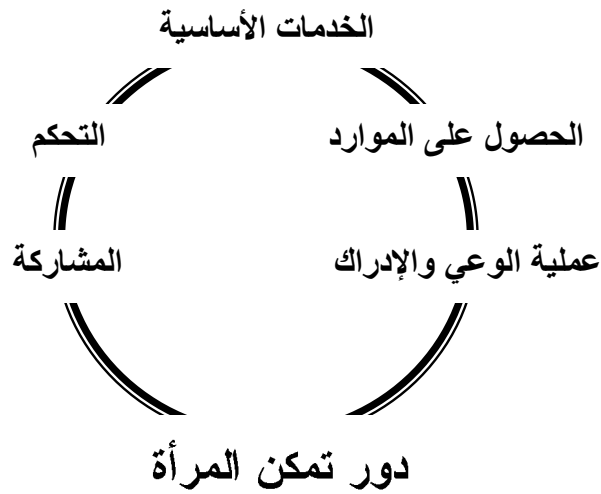 الخدمات الأساسية
الحصول على الموارد
التحكم
عملية الوعي والإدراك
المشاركة
دور تمكن المرأة